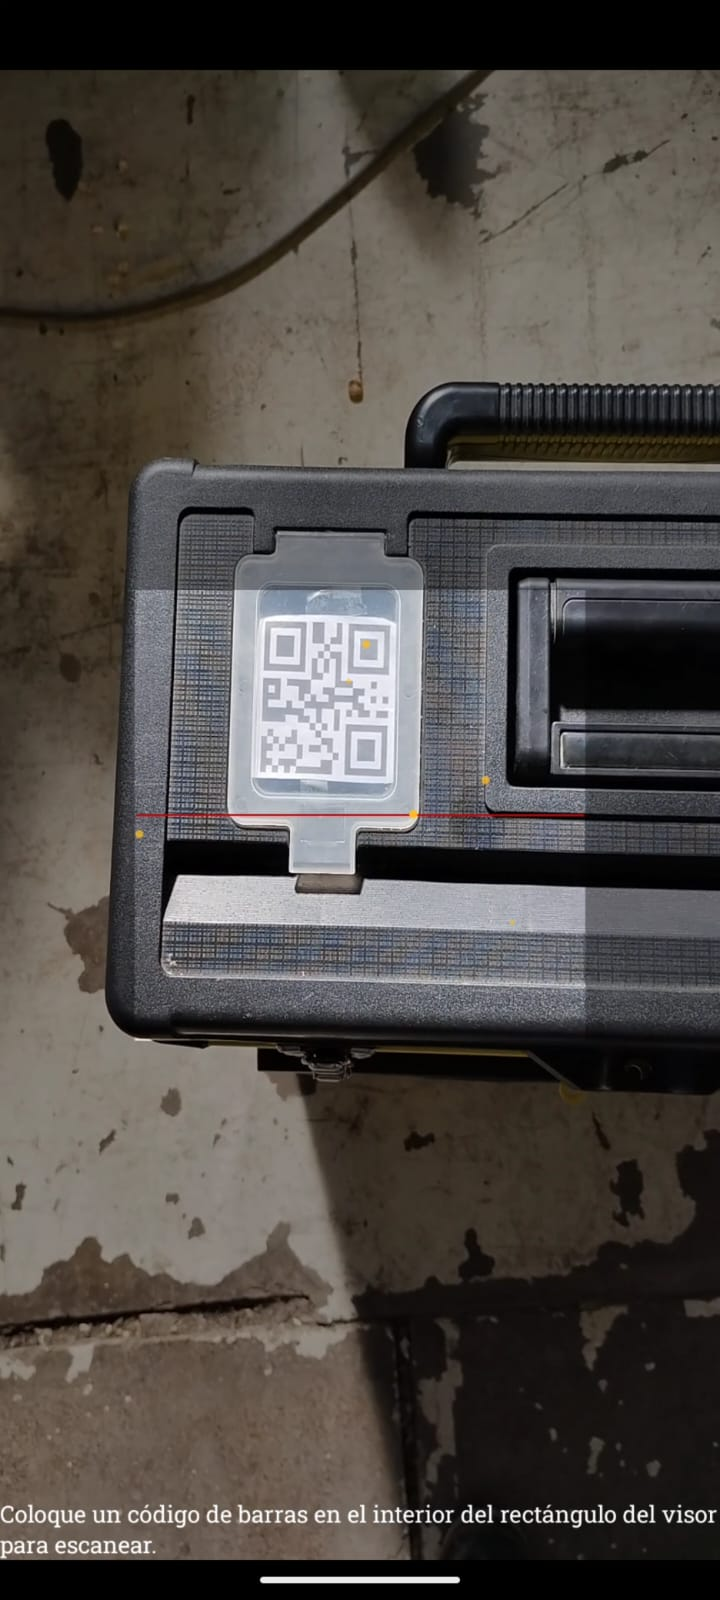 Coloque un código de barras en el interior del rectángulo del visor
para escanear.